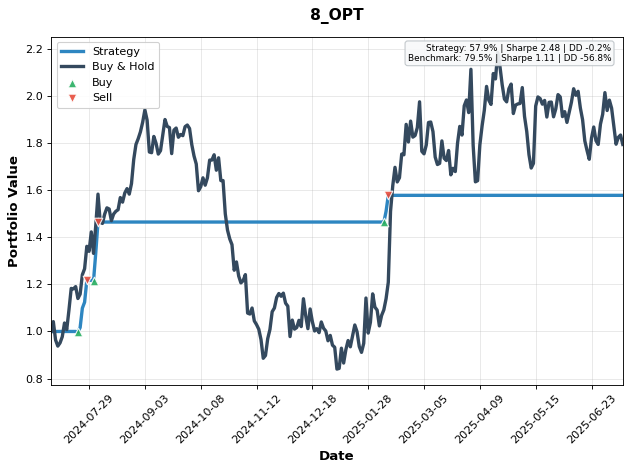 8_OPT
Strategy
Buy & Hold
Buy
Sell
Strategy: 57.9% | Sharpe 2.48 | DD -0.2%
Benchmark: 79.5% | Sharpe 1.11 | DD -56.8%
Portfolio Value
2.2
2.0
1.8
1.6
1.4
1.2
1.0
0.8
2024-07-29
2024-09-03
2024-10-08
2024-11-12
2024-12-18
2025-01-28
2025-03-05
2025-04-09
2025-05-15
2025-06-23
Date